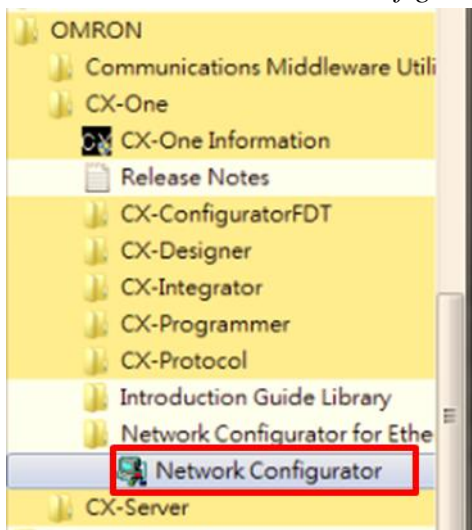 OMRON
Communications Middleware Utili
CX-One
CX-One Information
Release Notes
CX-ConfiguratorFDT
CX-Designer
CX-Integrator
CX-Programmer
CX-Protocol
Introduction Guide Library
Network Configurator for Ethe
Network Configurator
CX-Server